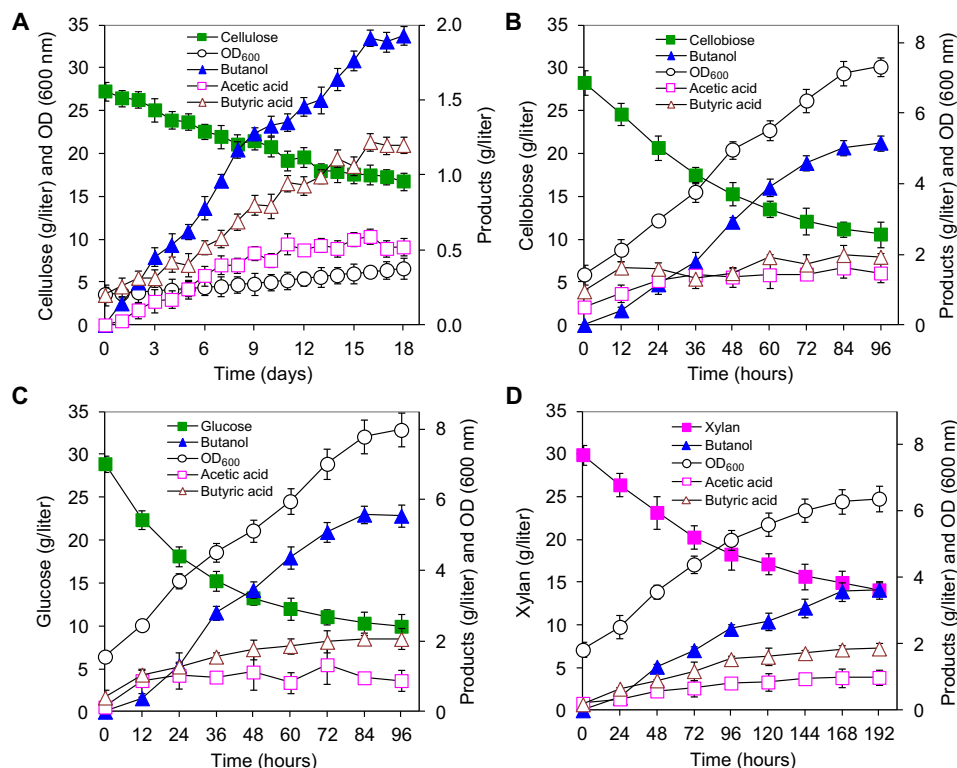 A
Cellulose
OD600
Butanol
Acetic acid
Butyric acid
35
30
25
20
15
10
5
0
2.0
1.5
1.0
0.5
0.0
0 3 6 9 12 15 18
Time (days)
Cellulose (g/liter) and OD (600 nm)
Products (g/liter)
B
Cellobiose
Butanol
OD600
Acetic acid
Butyric acid
35
30
25
20
15
10
5
0
8
6
4
2
0
0 12 24 36 48 60 72 84 96
Time (hours)
Cellobiose (g/liter)
Products (g/liter) and OD (600 nm)
C
Glucose
Butanol
OD600
Acetic acid
Butyric acid
35
30
25
20
15
10
5
0
8
6
4
2
0
0 12 24 36 48 60 72 84 96
Time (hours)
Glucose (g/liter)
Products (g/liter) and OD (600 nm)
D
Xylan
Butanol
OD600
Acetic acid
Butyric acid
35
30
25
20
15
10
5
0
8
6
4
2
0
0 24 48 72 96 120 144 168 192
Time (hours)
Xylan (g/liter)
Products (g/liter) and OD (600 nm)